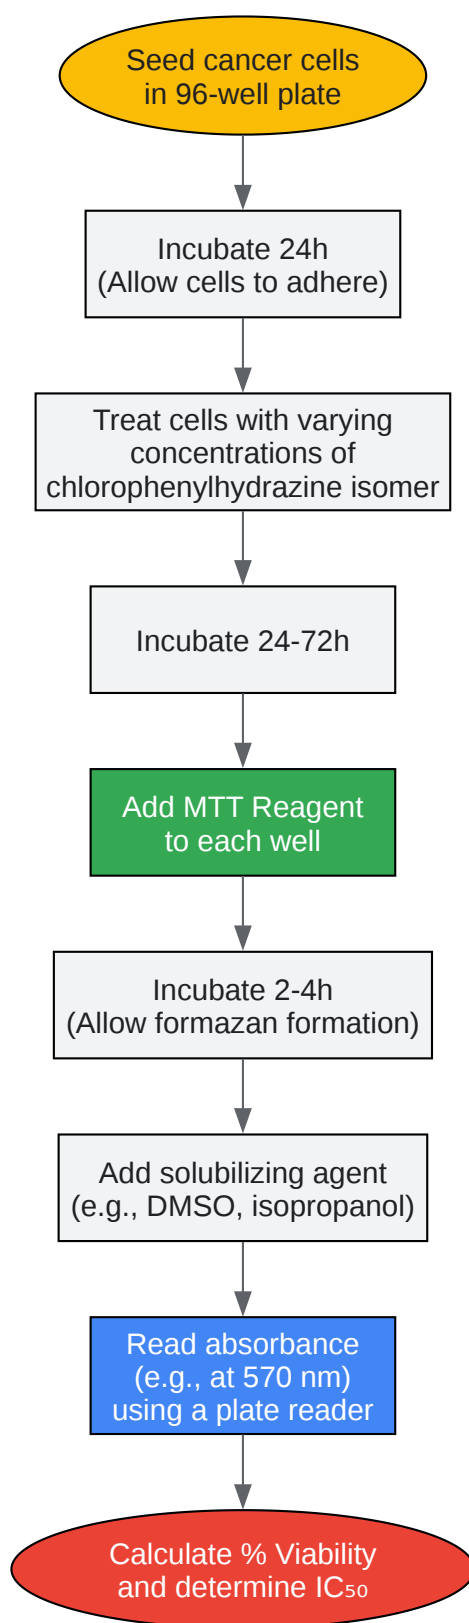 Seed cancer cells
in 96-well plate
Incubate 24h
(Allow cells to adhere)
Treat cells with varying
concentrations of
chlorophenylhydrazine isomer
Incubate 24-72h
Add MTT Reagent
to each well
Incubate 2-4h
(Allow formazan formation)
Add solubilizing agent
(e.g., DMSO, isopropanol)
Read absorbance
(e.g., at 570 nm)
using a plate reader
Calculate % Viability
and determine IC₅₀